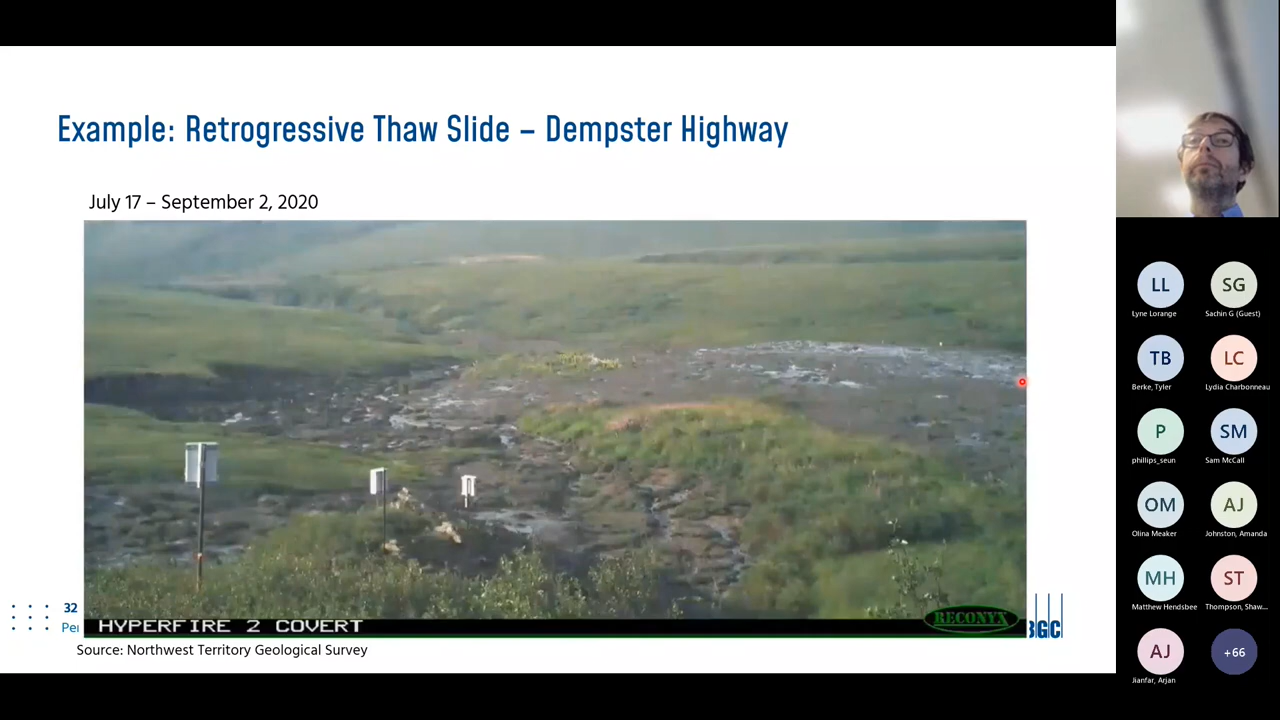 Example: Retrogressive Thaw Slide – Dempster Highway
July 17 – September 2, 2020
HYPERFIRE 2 COVERT
RECONYX
32
BGC
Source: Northwest Territory Geological Survey
LL
Lyne Lorange
SG
Sachin G (Guest)
TB
Berke, Tyler
LC
Lydia Charbonneau
P
phillips_seun
SM
Sam McCall
OM
Olina Meaker
AJ
Johnston, Amanda
MH
Matthew Hendsbee
ST
Thompson, Shaw...
AJ
Jianfar, Arjan
+66